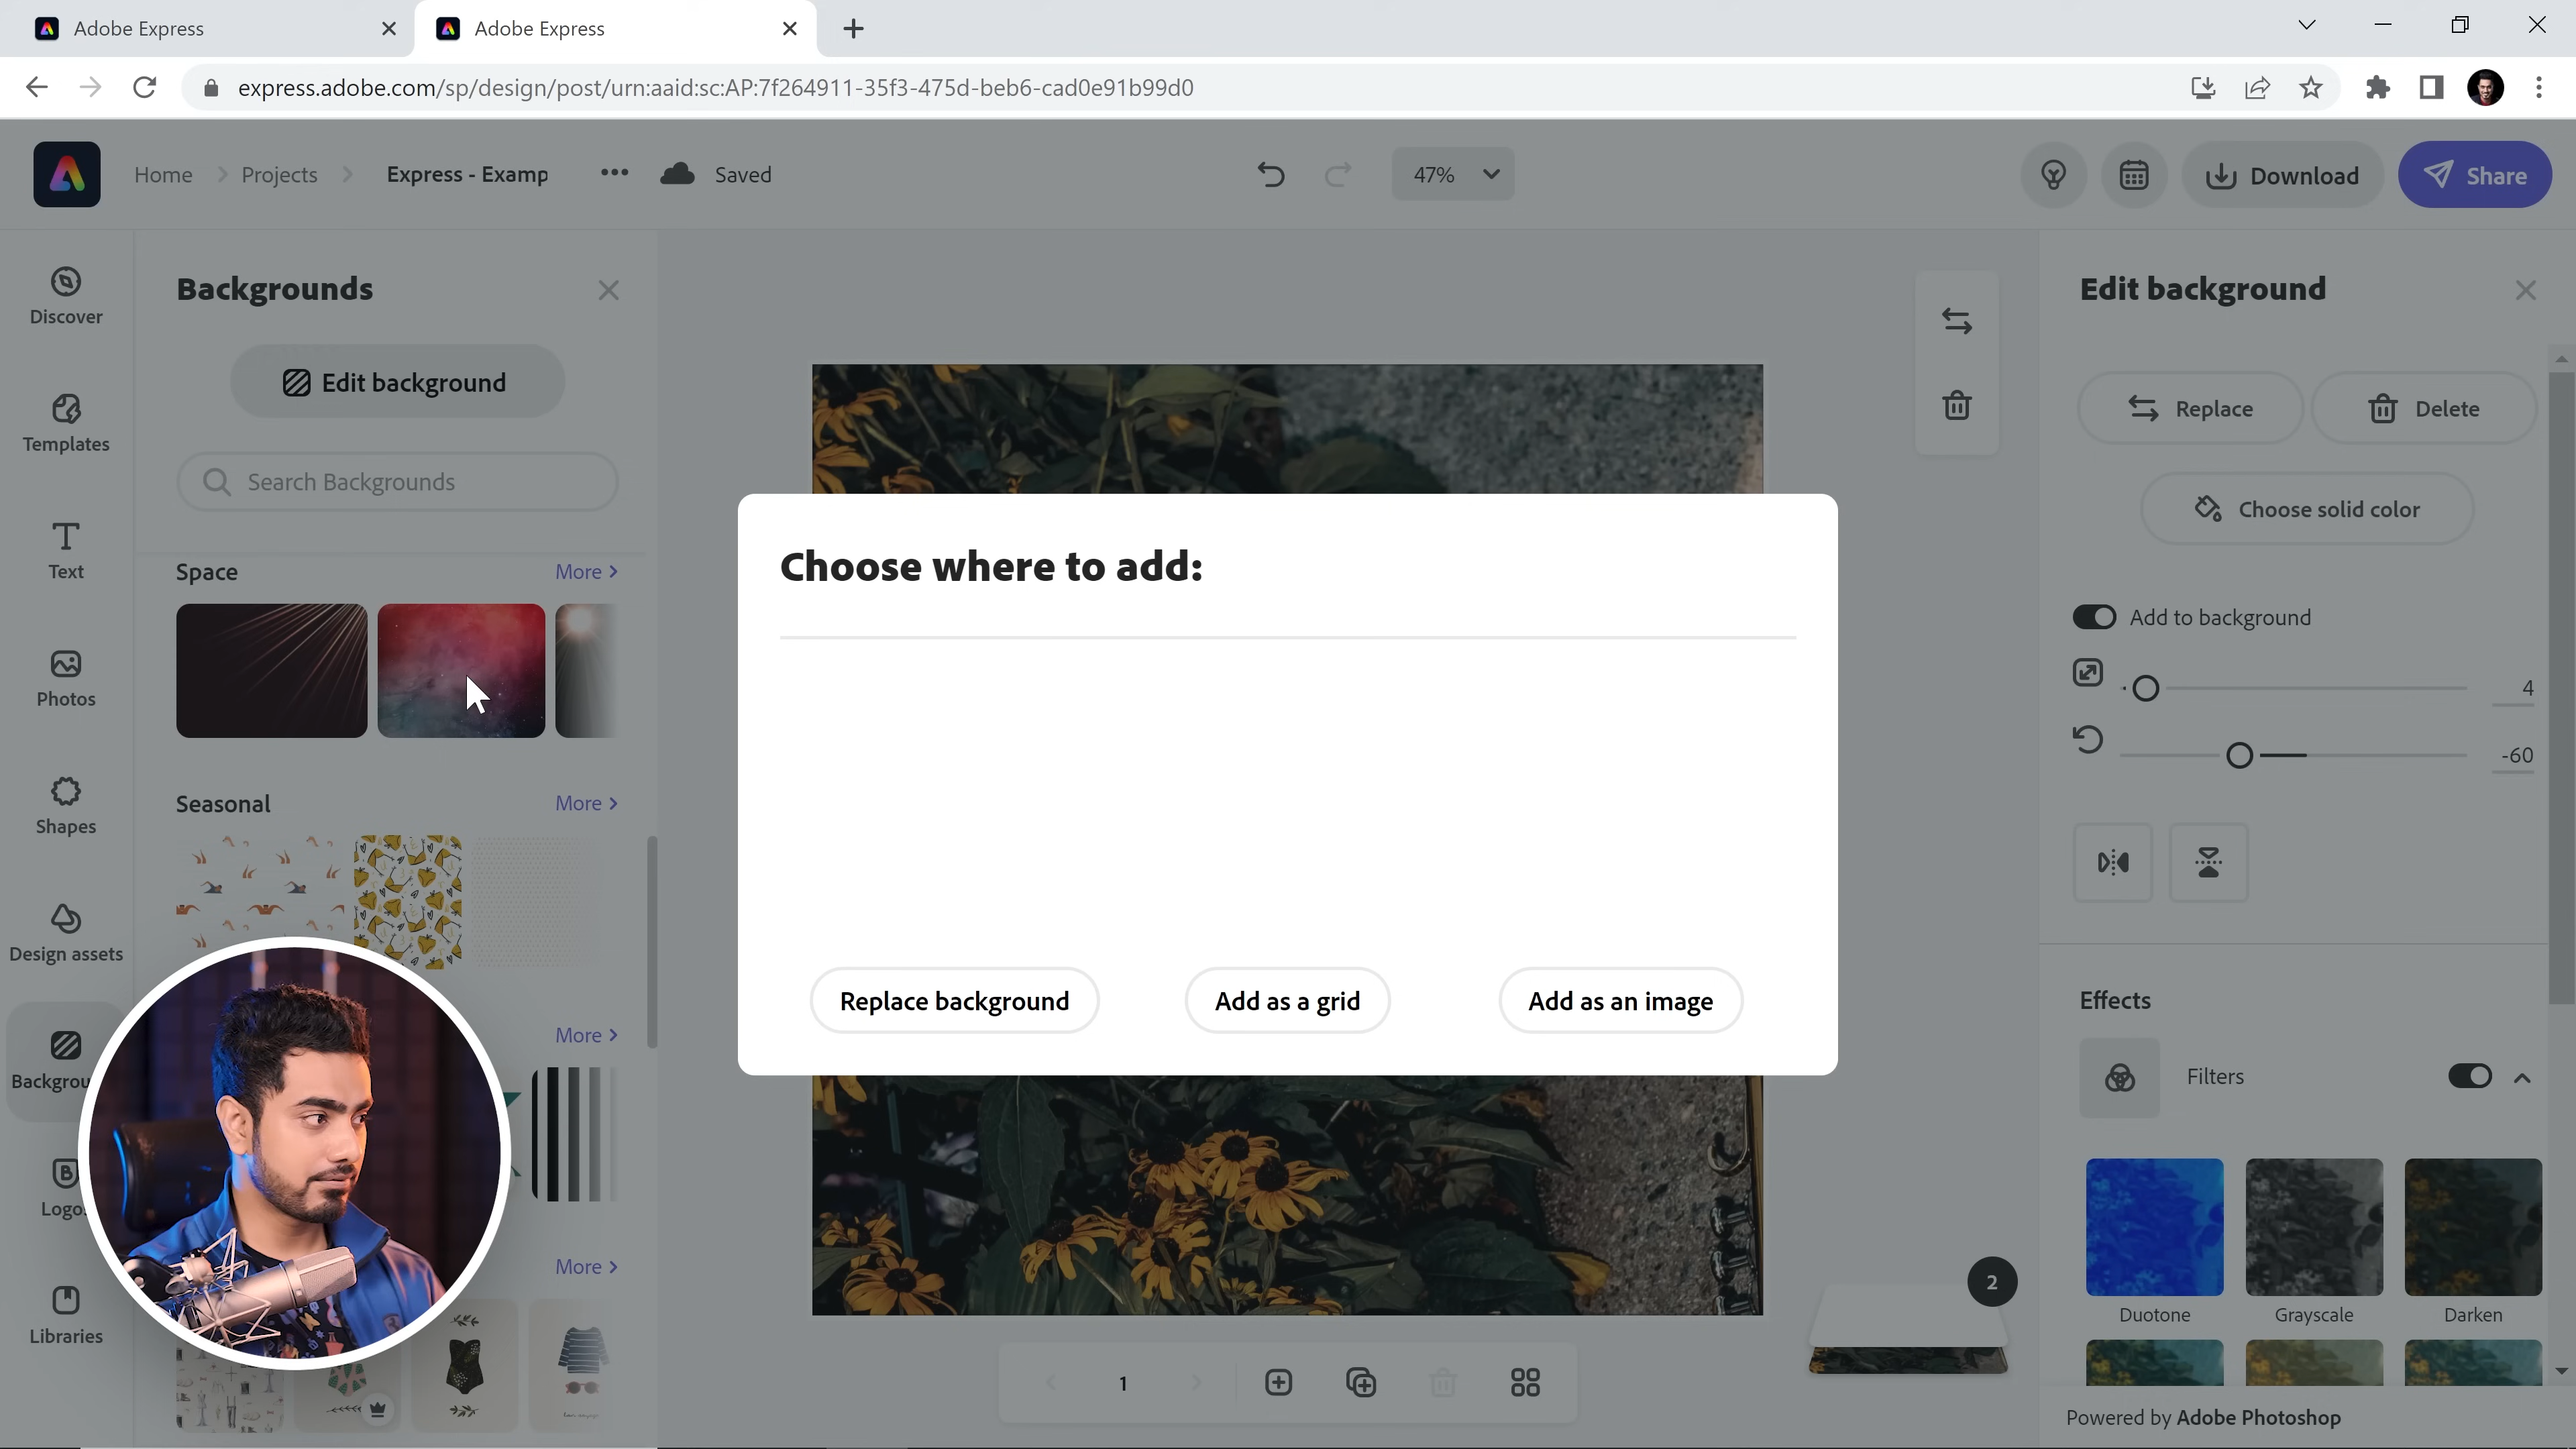 Adobe Express
Adobe Express
express.adobe.com/sp/design/post/urn:aaid:sc:AP:7f264911-35f3-475d-beb6-cad0e91b99d0
Home
Projects
Express - Examp
Saved
47%
Download
Share
Discover
Templates
Text
Photos
Shapes
Design assets
Backgrou
Logos
Libraries
Backgrounds
Edit background
Search Backgrounds
Space
More >
Seasonal
More >
More >
More >
Choose where to add:
Replace background
Add as a grid
Add as an image
1
2
Edit background
Replace
Delete
Choose solid color
Add to background
4
-60
Effects
Filters
Duotone
Grayscale
Darken
Powered by Adobe Photoshop